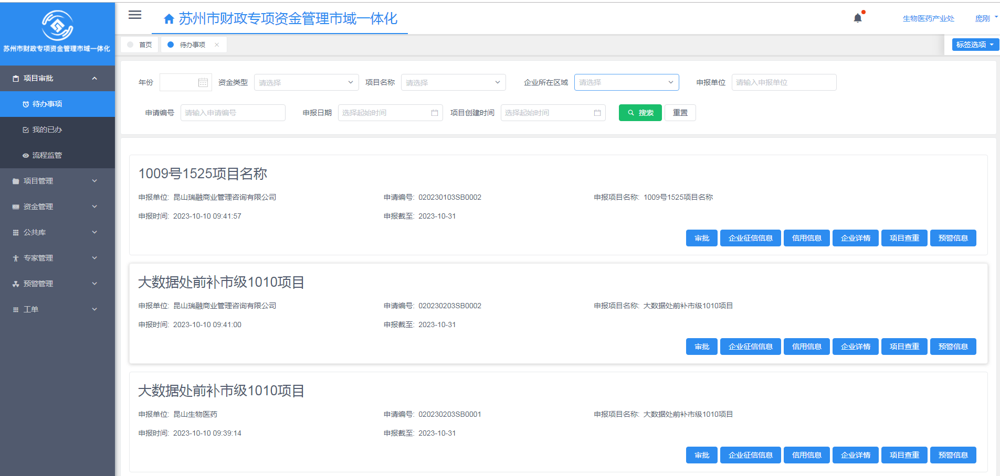 苏州市财政专项资金管理市域一体化
项目审批
待办事项
我的已办
流程监管
项目管理
资金管理
公共库
专家管理
预警管理
工单
苏州市财政专项资金管理市域一体化
生物医药产业处 庞刚
首页 待办事项 × 标签选项
年份 资金类型 请选择 项目名称 请选择 企业所在区域 请选择 申报单位 请输入申报单位
申请编号 请输入申请编号 申报日期 选择起始时间 项目创建时间 选择起始时间 搜索 重置
1009号1525项目名称
申报单位: 昆山瑞融商业管理咨询有限公司 申请编号: 020230103SB0002 申报项目名称: 1009号1525项目名称
申报时间: 2023-10-10 09:41:57 申报截至: 2023-10-31
审批 企业征信信息 信用信息 企业详情 项目查重 预警信息
大数据处前补市级1010项目
申报单位: 昆山瑞融商业管理咨询有限公司 申请编号: 020230203SB0002 申报项目名称: 大数据处前补市级1010项目
申报时间: 2023-10-10 09:41:00 申报截至: 2023-10-31
审批 企业征信信息 信用信息 企业详情 项目查重 预警信息
大数据处前补市级1010项目
申报单位: 昆山生物医药 申请编号: 020230203SB0001 申报项目名称: 大数据处前补市级1010项目
申报时间: 2023-10-10 09:39:14 申报截至: 2023-10-31
审批 企业征信信息 信用信息 企业详情 项目查重 预警信息